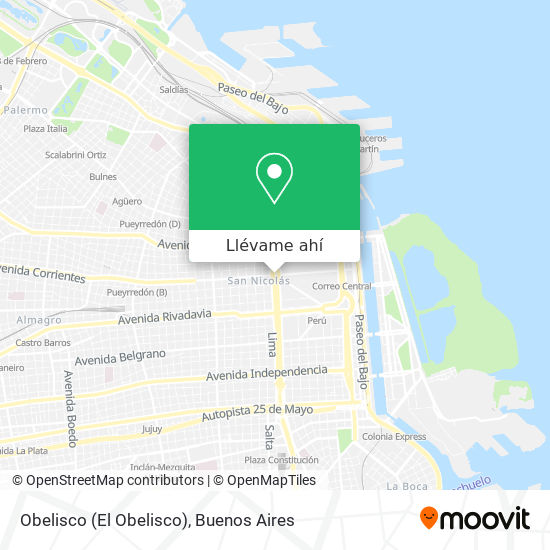 3 de Febrero
Saldías
Paseo del Bajo
Palermo
Plaza Italia
Scalabrini Ortiz
Bulnes
Agüero
Pueyrredón (D)
Llévame ahí
Avenida Corrientes
San Nicolás
Correo Central
Pueyrredón (B)
Almagro
Avenida Rivadavia
Perú
Castro Barros
Lima
Paseo del Bajo
Avenida Belgrano
Avenida Independencia
Avenida Boedo
Autopista 25 de Mayo
Jujuy
Salta
Colonia Express
Avenida La Plata
Inclán-Mezquita
Plaza Constitución
La Boca
© OpenStreetMap contributors | © OpenMapTiles
Obelisco (El Obelisco), Buenos Aires
moovit